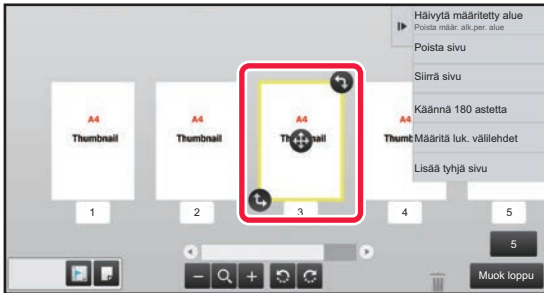 Häivytä määritetty alue
Poista määr. alk.per. alue
Poista sivu
Siirrä sivu
Käännä 180 astetta
Määritä luk. välilehdet
Lisää tyhjä sivu
A4
Thumbnail
A4
Thumbnail
A4
A4
Thumbnail
1
2
3
4
5
5
Muok loppu